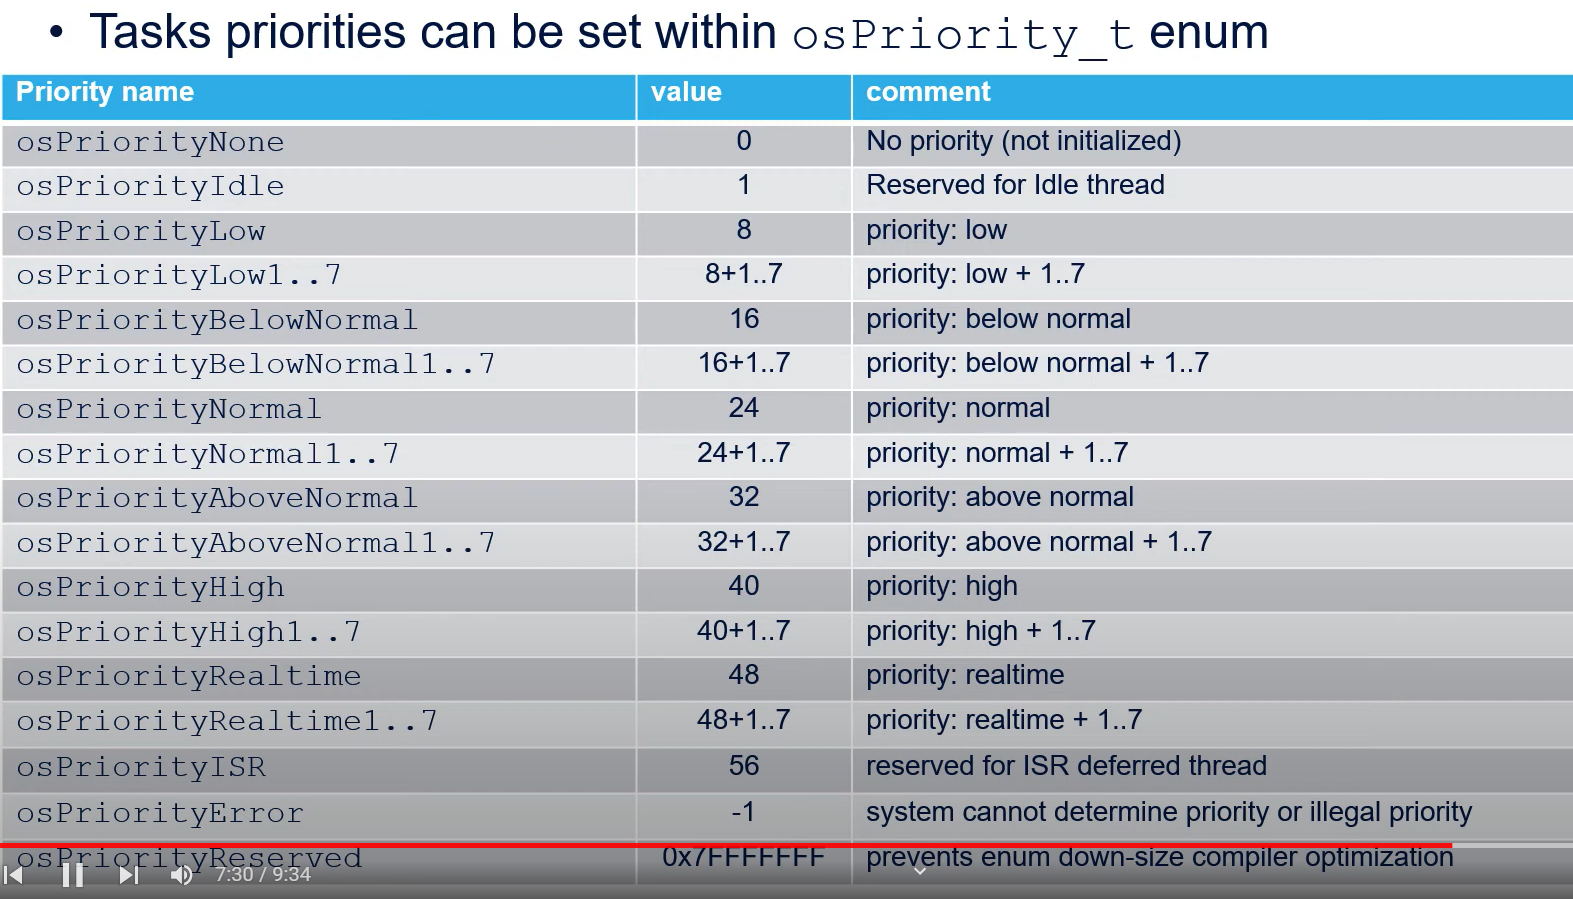 • Tasks priorities can be set within osPriority_t enum
Priority name value comment
osPriorityNone 0 No priority (not initialized)
osPriorityIdle 1 Reserved for Idle thread
osPriorityLow 8 priority: low
osPriorityLow1..7 8+1..7 priority: low + 1..7
osPriorityBelowNormal 16 priority: below normal
osPriorityBelowNormal1..7 16+1..7 priority: below normal + 1..7
osPriorityNormal 24 priority: normal
osPriorityNormal1..7 24+1..7 priority: normal + 1..7
osPriorityAboveNormal 32 priority: above normal
osPriorityAboveNormal1..7 32+1..7 priority: above normal + 1..7
osPriorityHigh 40 priority: high
osPriorityHigh1..7 40+1..7 priority: high + 1..7
osPriorityRealtime 48 priority: realtime
osPriorityRealtime1..7 48+1..7 priority: realtime + 1..7
osPriorityISR 56 reserved for ISR deferred thread
osPriorityError -1 system cannot determine priority or illegal priority
osPriorityReserved 0x7FFFFFFF prevents enum down-size compiler optimization
7:30 / 9:34